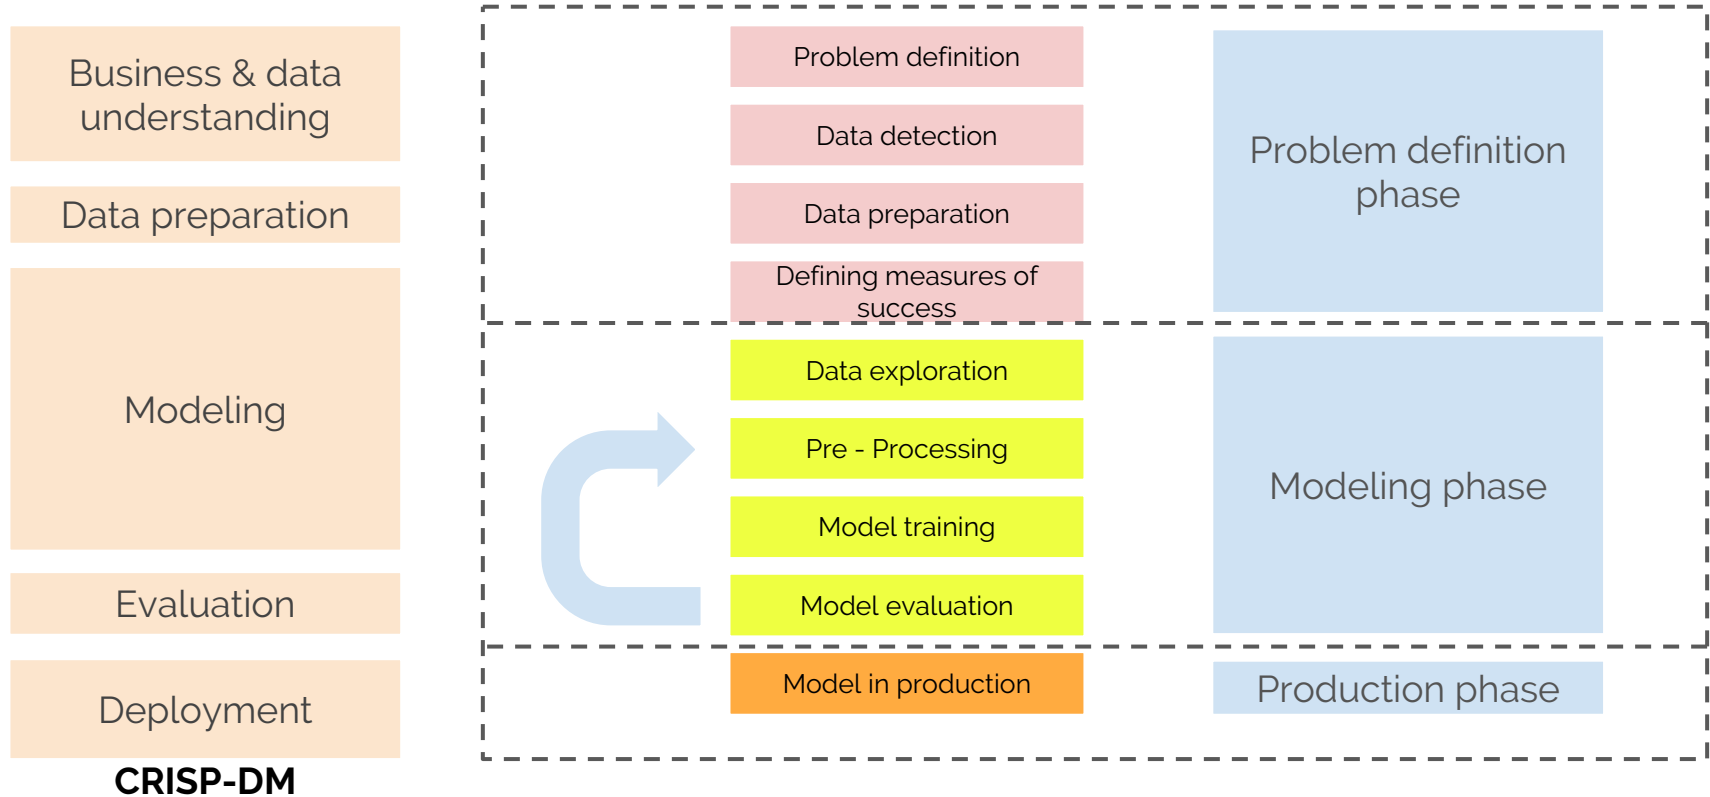 Business & data
understanding
Data preparation
Modeling
Evaluation
Deployment
CRISP-DM
Problem definition
Data detection
Data preparation
Defining measures of
success
Data exploration
Pre - Processing
Model training
Model evaluation
Model in production
Problem definition
phase
Modeling phase
Production phase